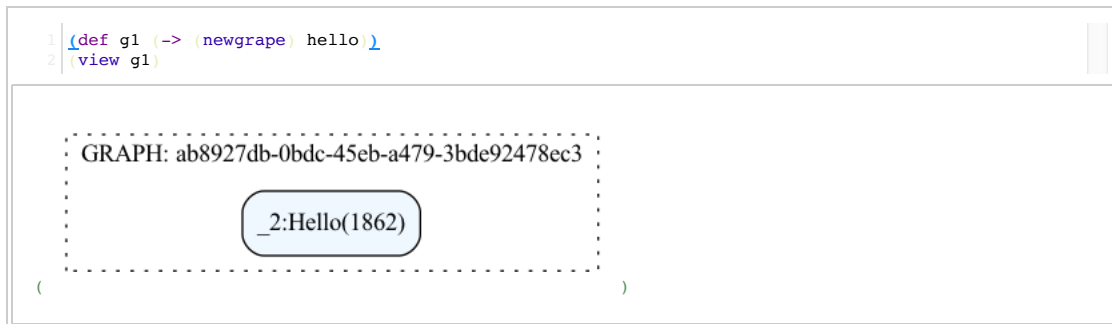 1 (def g1 (-> (newgrape) hello))
2 (view g1)
GRAPH: ab8927db-0bdc-45eb-a479-3bde92478ec3
_2:Hello(1862)
( )